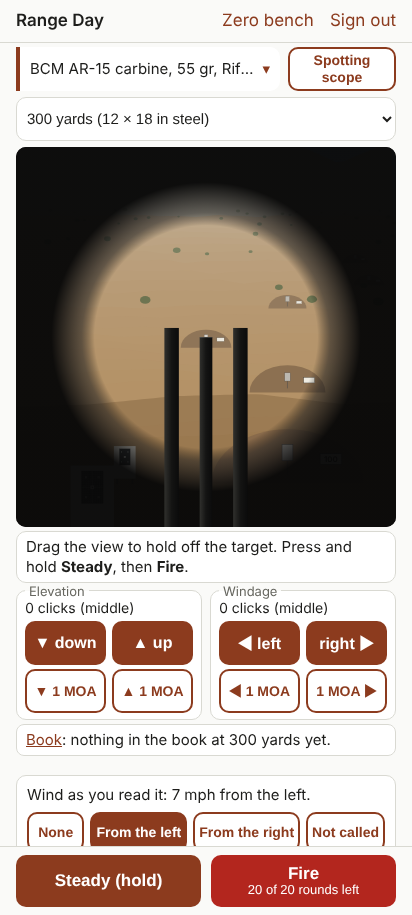 Range Day Zero bench Sign out
BCM AR-15 carbine, 55 gr, Rif... ▼
Spotting
scope
300 yards (12 × 18 in steel)
Drag the view to hold off the target. Press and
hold Steady, then Fire.
Elevation
0 clicks (middle)
▼ down ▲ up
▼ 1 MOA ▲ 1 MOA
Windage
0 clicks (middle)
◀ left right ▶
◀ 1 MOA 1 MOA ▶
Book: nothing in the book at 300 yards yet.
Wind as you read it: 7 mph from the left.
None From the left From the right Not called
Steady (hold)
Fire
20 of 20 rounds left